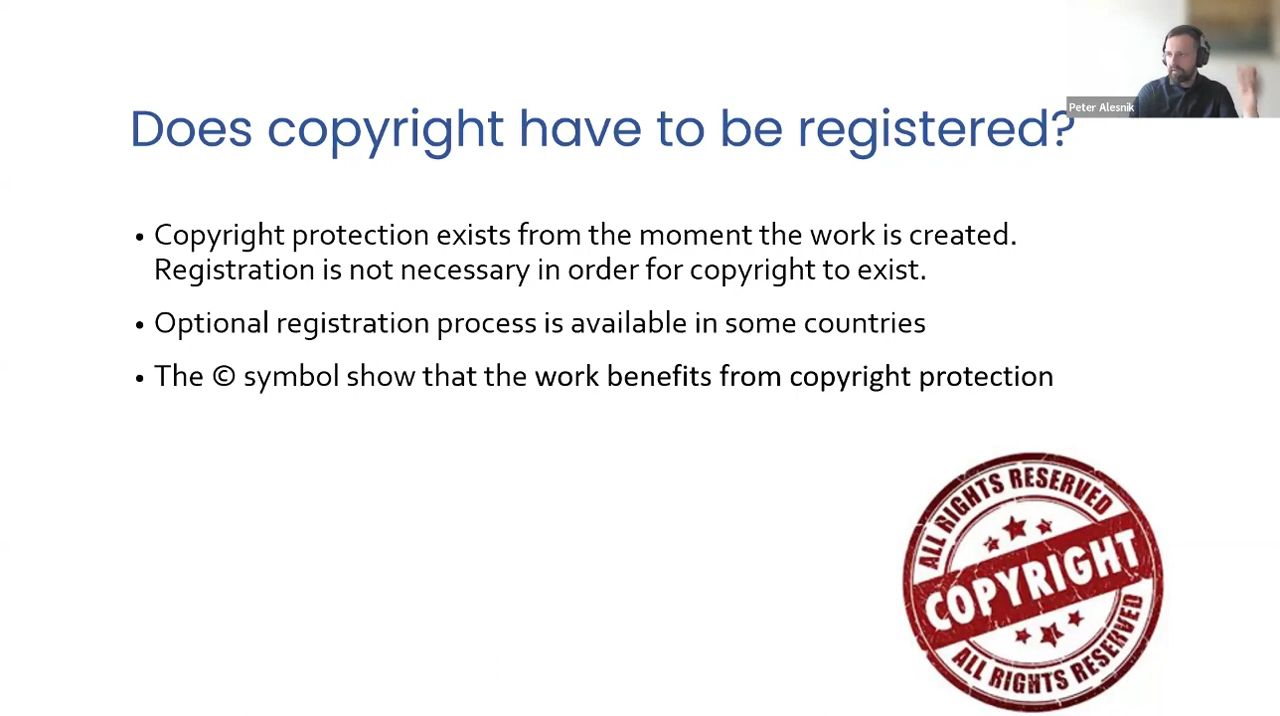 Peter Alesnik
Does copyright have to be registered?
• Copyright protection exists from the moment the work is created.
Registration is not necessary in order for copyright to exist.
• Optional registration process is available in some countries
• The © symbol show that the work benefits from copyright protection
ALL RIGHTS RESERVED
COPYRIGHT
ALL RIGHTS RESERVED